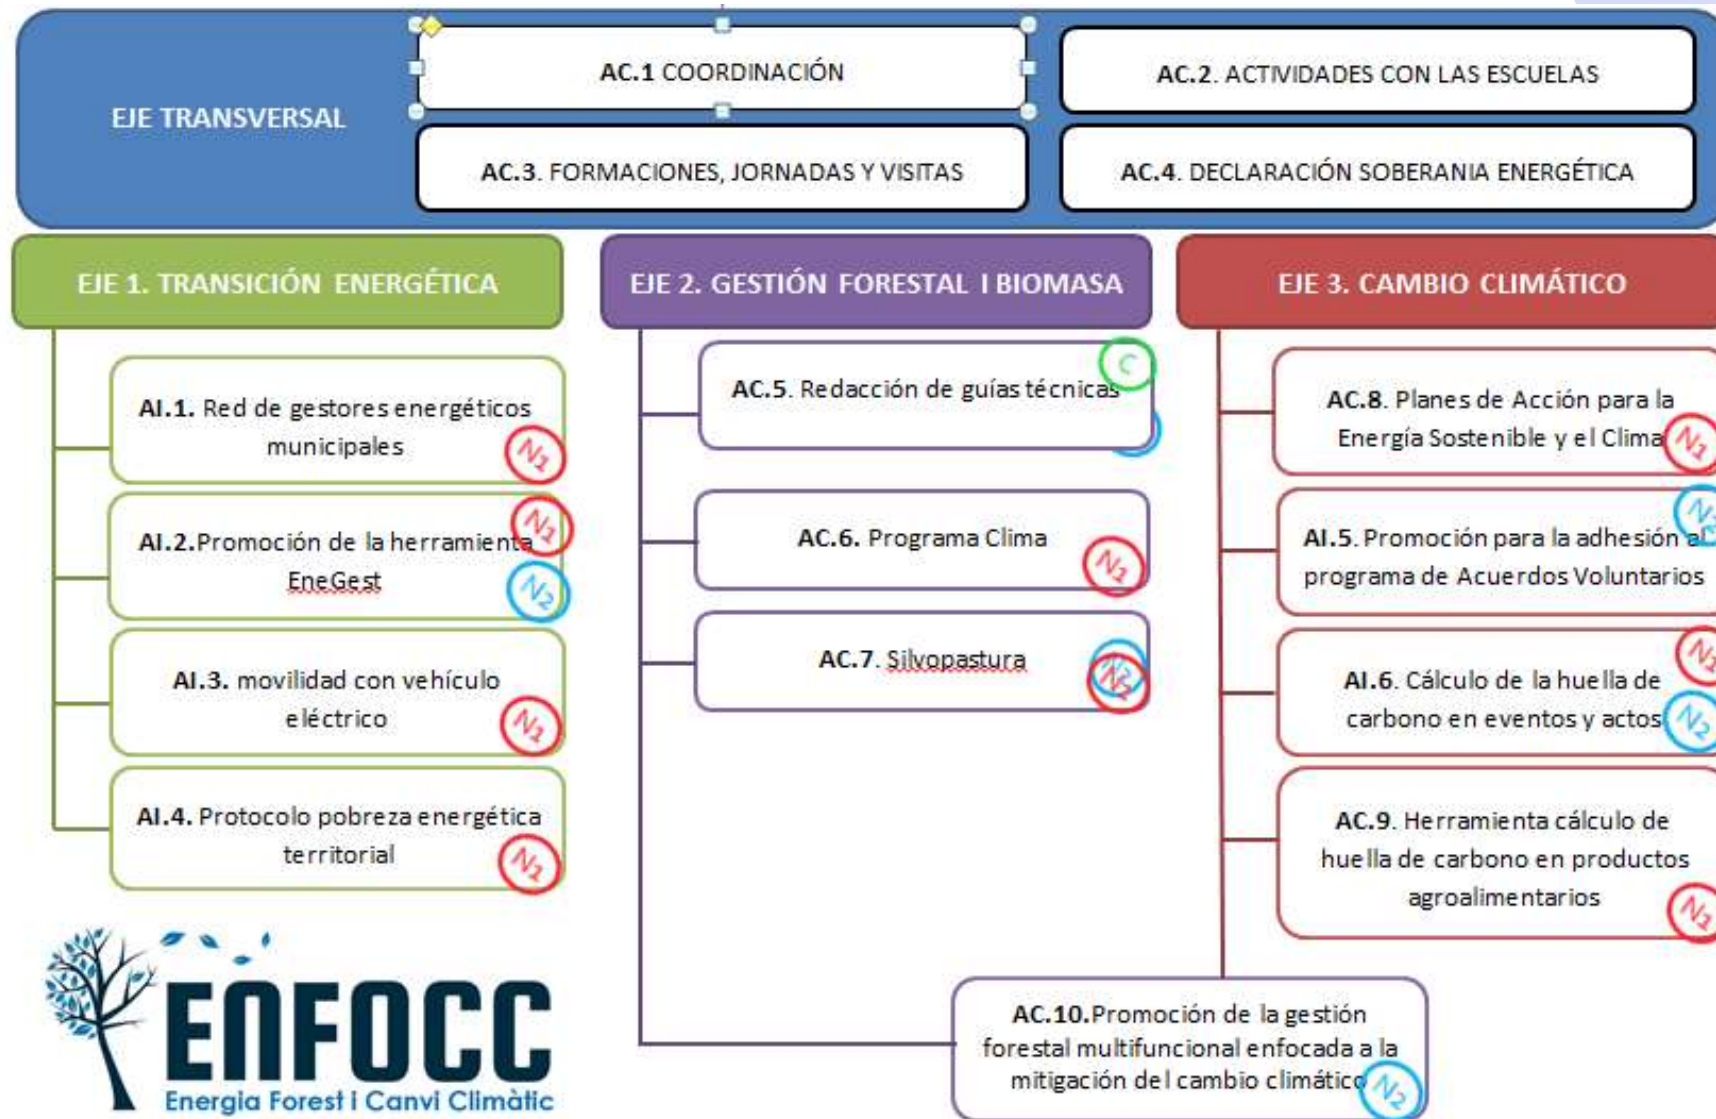 EJE TRANSVERSAL
AC.1 COORDINACIÓN
AC.2. ACTIVIDADES CON LAS ESCUELAS
AC.3. FORMACIONES, JORNADAS Y VISITAS
AC.4. DECLARACIÓN SOBERANIA ENERGÉTICA
EJE 1. TRANSICIÓN ENERGÉTICA
AI.1. Red de gestores energéticos
municipales
N1
AI.2.Promoción de la herramienta
EneGest
N1
N2
AI.3. movilidad con vehículo
eléctrico
N1
AI.4. Protocolo pobreza energética
territorial
N1
EJE 2. GESTIÓN FORESTAL I BIOMASA
AC.5. Redacción de guías técnicas
C
AC.6. Programa Clima
N1
AC.7. Silvopastura
EJE 3. CAMBIO CLIMÁTICO
AC.8. Planes de Acción para la
Energía Sostenible y el Clima
N1
AI.5. Promoción para la adhesión al
programa de Acuerdos Voluntarios
AI.6. Cálculo de la huella de
carbono en eventos y actos
N1
N2
AC.9. Herramienta cálculo de
huella de carbono en productos
agroalimentarios
N1
AC.10.Promoción de la gestión
forestal multifuncional enfocada a la
mitigación del cambio climático
N2
ENFOCC
Energia Forest i Canvi Climàtic